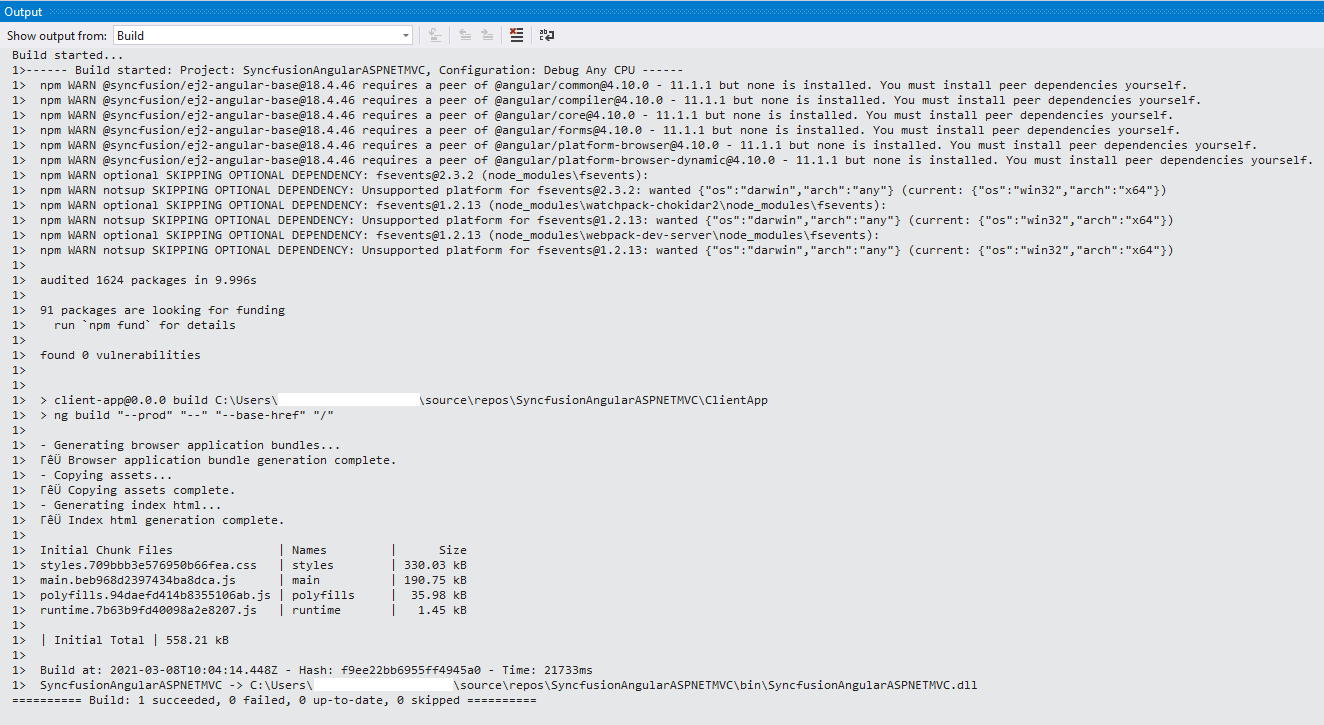 Output
Show output from: Build
Build started...
1>------ Build started: Project: SyncfusionAngularASPNETMVC, Configuration: Debug Any CPU ------
1>  npm WARN @syncfusion/ej2-angular-base@18.4.46 requires a peer of @angular/common@4.10.0 - 11.1.1 but none is installed. You must install peer dependencies yourself.
1>  npm WARN @syncfusion/ej2-angular-base@18.4.46 requires a peer of @angular/compiler@4.10.0 - 11.1.1 but none is installed. You must install peer dependencies yourself.
1>  npm WARN @syncfusion/ej2-angular-base@18.4.46 requires a peer of @angular/core@4.10.0 - 11.1.1 but none is installed. You must install peer dependencies yourself.
1>  npm WARN @syncfusion/ej2-angular-base@18.4.46 requires a peer of @angular/forms@4.10.0 - 11.1.1 but none is installed. You must install peer dependencies yourself.
1>  npm WARN @syncfusion/ej2-angular-base@18.4.46 requires a peer of @angular/platform-browser@4.10.0 - 11.1.1 but none is installed. You must install peer dependencies yourself.
1>  npm WARN @syncfusion/ej2-angular-base@18.4.46 requires a peer of @angular/platform-browser-dynamic@4.10.0 - 11.1.1 but none is installed. You must install peer dependencies yourself.
1>  npm WARN optional SKIPPING OPTIONAL DEPENDENCY: fsevents@2.3.2 (node_modules\fsevents):
1>  npm WARN notsup SKIPPING OPTIONAL DEPENDENCY: Unsupported platform for fsevents@2.3.2: wanted {"os":"darwin","arch":"any"} (current: {"os":"win32","arch":"x64"})
1>  npm WARN optional SKIPPING OPTIONAL DEPENDENCY: fsevents@1.2.13 (node_modules\watchpack-chokidar2\node_modules\fsevents):
1>  npm WARN notsup SKIPPING OPTIONAL DEPENDENCY: Unsupported platform for fsevents@1.2.13: wanted {"os":"darwin","arch":"any"} (current: {"os":"win32","arch":"x64"})
1>  npm WARN optional SKIPPING OPTIONAL DEPENDENCY: fsevents@1.2.13 (node_modules\webpack-dev-server\node_modules\fsevents):
1>  npm WARN notsup SKIPPING OPTIONAL DEPENDENCY: Unsupported platform for fsevents@1.2.13: wanted {"os":"darwin","arch":"any"} (current: {"os":"win32","arch":"x64"})
1>
1>  audited 1624 packages in 9.996s
1>
1>  91 packages are looking for funding
1>    run `npm fund` for details
1>
1>  found 0 vulnerabilities
1>
1>
1>  > client-app@0.0.0 build C:\Users\ \source\repos\SyncfusionAngularASPNETMVC\ClientApp
1>  > ng build "--prod" "--" "--base-href" "/"
1>
1>  - Generating browser application bundles...
1>  ΓêÜ Browser application bundle generation complete.
1>  - Copying assets...
1>  ΓêÜ Copying assets complete.
1>  - Generating index html...
1>  ΓêÜ Index html generation complete.
1>
1>  Initial Chunk Files               | Names         |      Size
1>  styles.709bbb3e576950b66fea.css   | styles        | 330.03 kB
1>  main.beb968d2397434ba8dca.js      | main          | 190.75 kB
1>  polyfills.94daefd414b8355106ab.js | polyfills     |  35.98 kB
1>  runtime.7b63b9fd40098a2e8207.js   | runtime       |   1.45 kB
1>
1>  | Initial Total | 558.21 kB
1>
1>  Build at: 2021-03-08T10:04:14.448Z - Hash: f9ee22bb6955ff4945a0 - Time: 21733ms
1>  SyncfusionAngularASPNETMVC -> C:\Users\ \source\repos\SyncfusionAngularASPNETMVC\bin\SyncfusionAngularASPNETMVC.dll
========== Build: 1 succeeded, 0 failed, 0 up-to-date, 0 skipped ==========